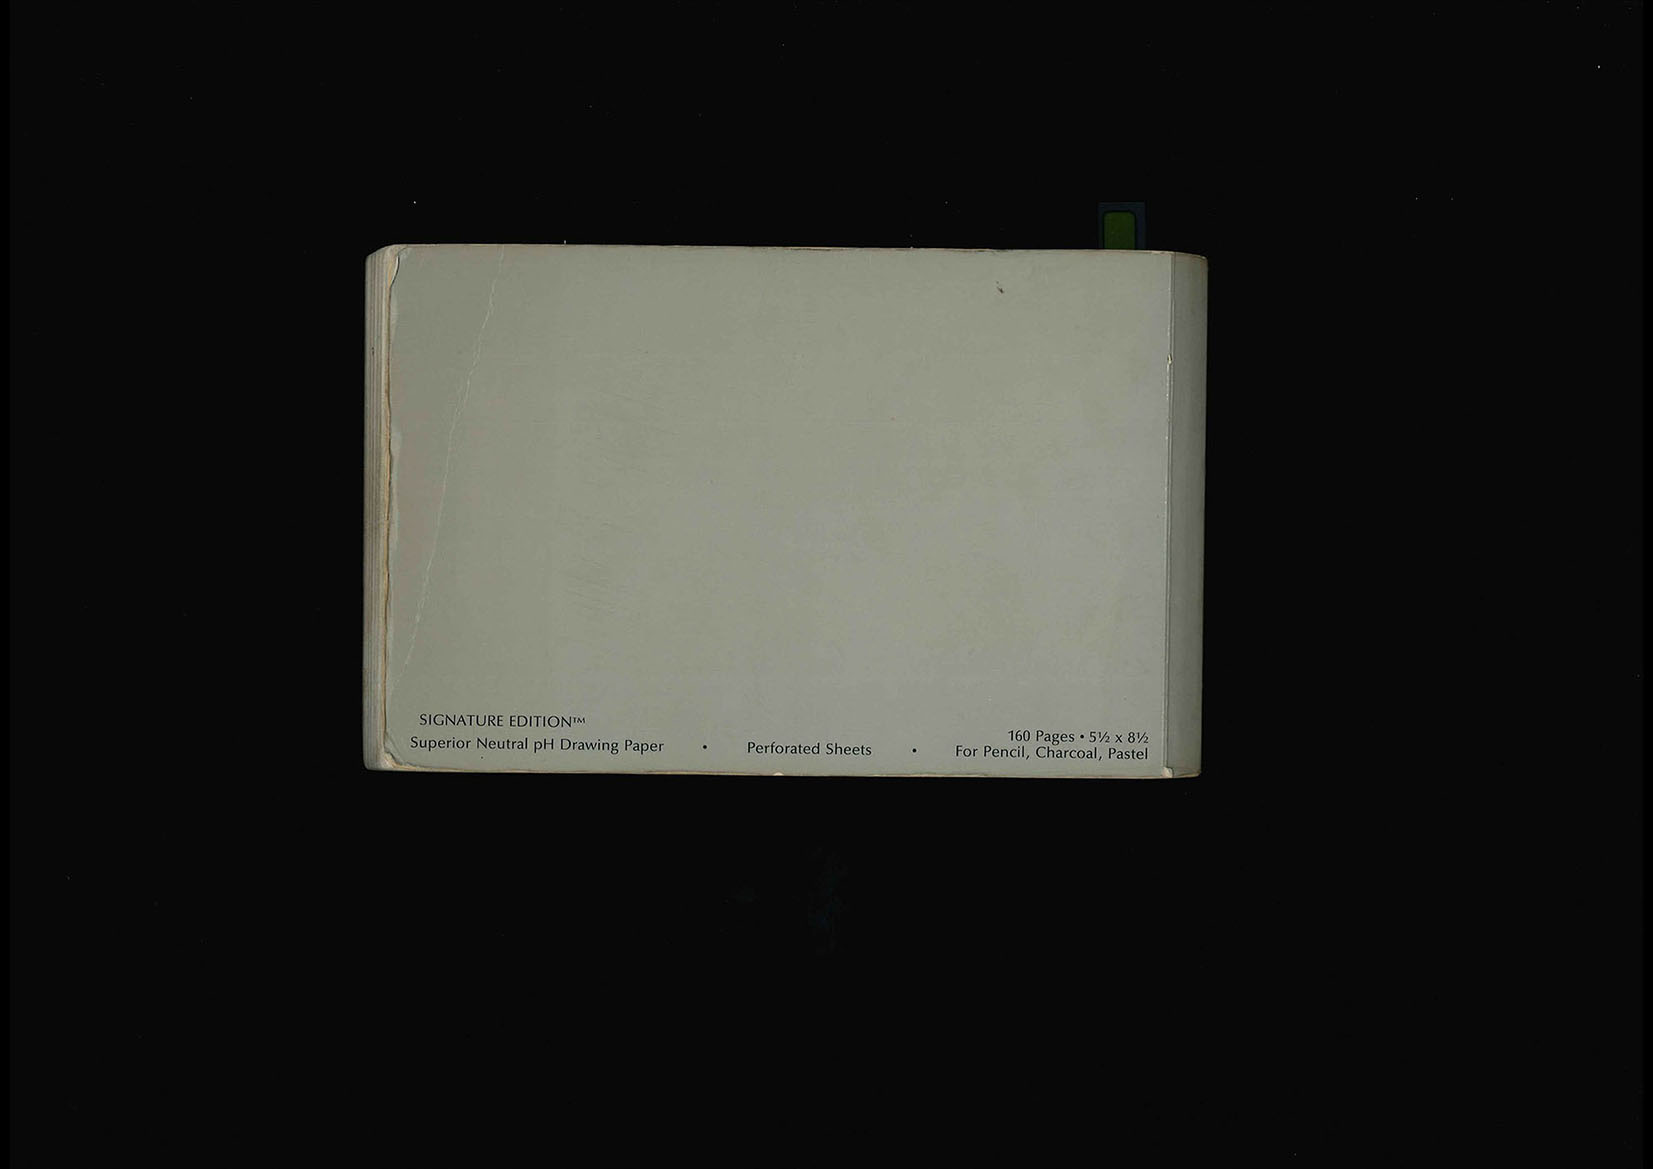 SIGNATURE EDITION™
Superior Neutral pH Drawing Paper • Perforated Sheets •
160 Pages • 5½ x 8½
For Pencil, Charcoal, Pastel